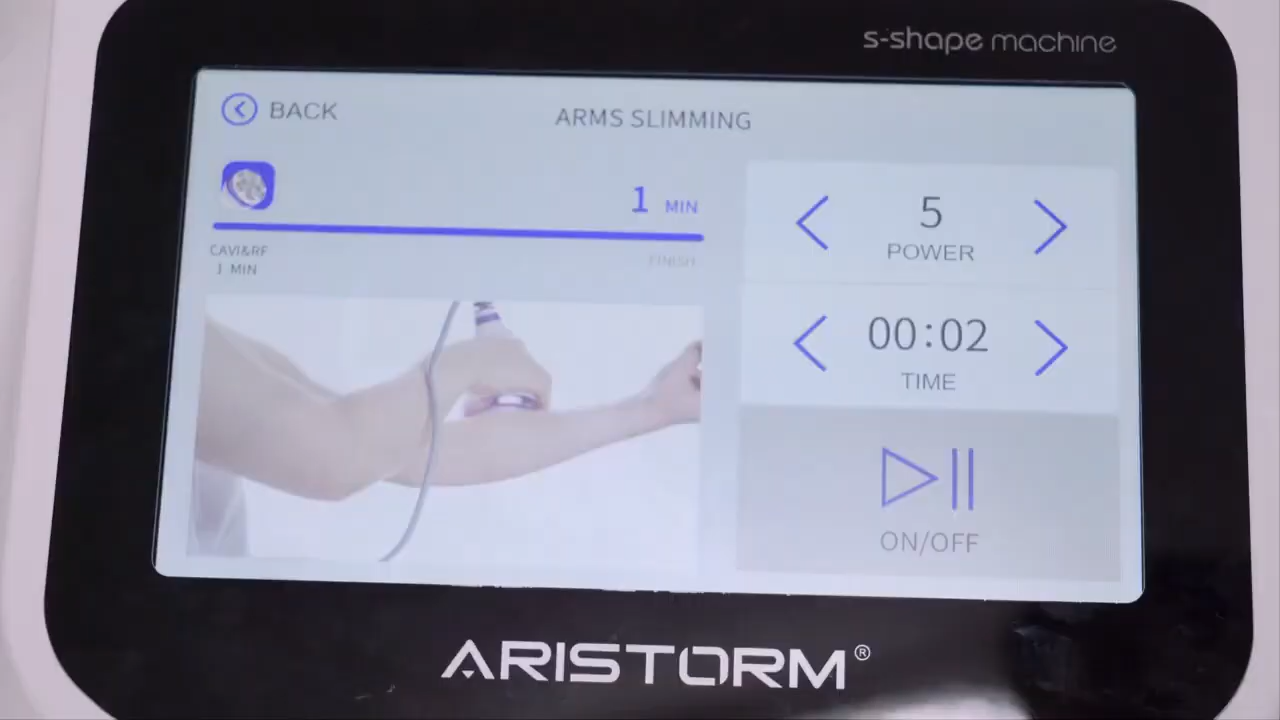 s-shape machine
BACK
ARMS SLIMMING
1 MIN
CAVI&RF
1 MIN
FINISH
5
POWER
00:02
TIME
ON/OFF
ARISTORM®